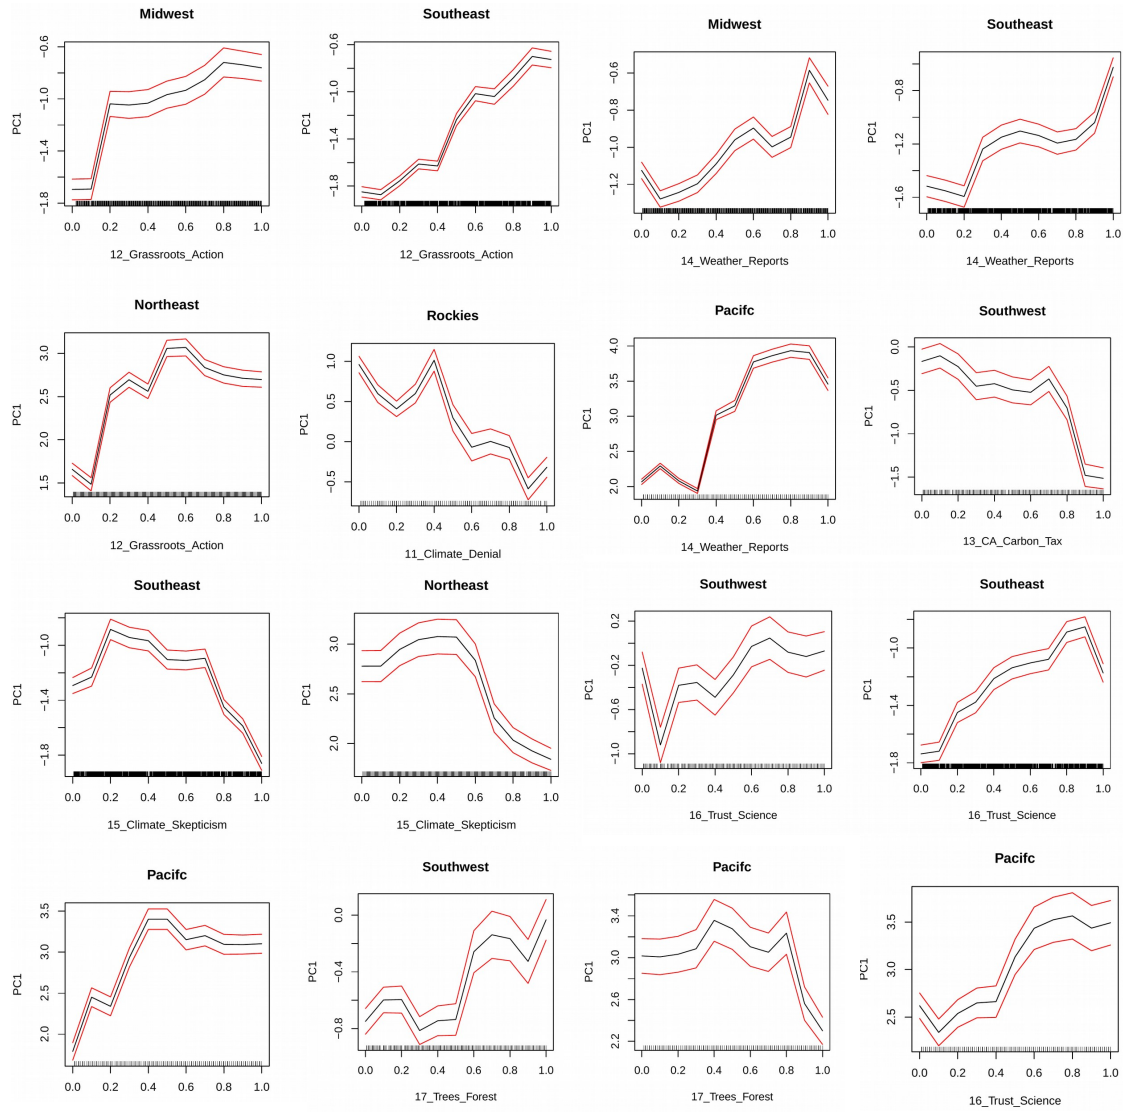 Midwest
−0.6
−1.0
−1.4
−1.8
PC1
0.0 0.2 0.4 0.6 0.8 1.0
12_Grassroots_Action
Southeast
−0.6
−1.0
−1.4
−1.8
PC1
0.0 0.2 0.4 0.6 0.8 1.0
12_Grassroots_Action
Midwest
−0.6
−0.8
−1.0
−1.2
PC1
0.0 0.2 0.4 0.6 0.8 1.0
14_Weather_Reports
Southeast
−0.8
−1.2
−1.6
PC1
0.0 0.2 0.4 0.6 0.8 1.0
14_Weather_Reports
Northeast
3.0
2.5
2.0
1.5
PC1
0.0 0.2 0.4 0.6 0.8 1.0
12_Grassroots_Action
Rockies
1.0
0.5
0.0
−0.5
PC1
0.0 0.2 0.4 0.6 0.8 1.0
11_Climate_Denial
Pacifc
4.0
3.5
3.0
2.5
2.0
PC1
0.0 0.2 0.4 0.6 0.8 1.0
14_Weather_Reports
Southwest
0.0
−0.5
−1.0
−1.5
PC1
0.0 0.2 0.4 0.6 0.8 1.0
13_CA_Carbon_Tax
Southeast
−1.0
−1.4
−1.8
PC1
0.0 0.2 0.4 0.6 0.8 1.0
15_Climate_Skepticism
Northeast
3.0
2.5
2.0
PC1
0.0 0.2 0.4 0.6 0.8 1.0
15_Climate_Skepticism
Southwest
0.2
−0.2
−0.6
−1.0
PC1
0.0 0.2 0.4 0.6 0.8 1.0
16_Trust_Science
Southeast
−1.0
−1.4
−1.8
PC1
0.0 0.2 0.4 0.6 0.8 1.0
16_Trust_Science
Pacifc
3.5
3.0
2.5
2.0
PC1
0.0 0.2 0.4 0.6 0.8 1.0
Southwest
0.0
−0.4
−0.8
PC1
0.0 0.2 0.4 0.6 0.8 1.0
17_Trees_Forest
Pacifc
3.4
3.0
2.6
2.2
PC1
0.0 0.2 0.4 0.6 0.8 1.0
17_Trees_Forest
Pacifc
3.5
3.0
2.5
PC1
0.0 0.2 0.4 0.6 0.8 1.0
16_Trust_Science